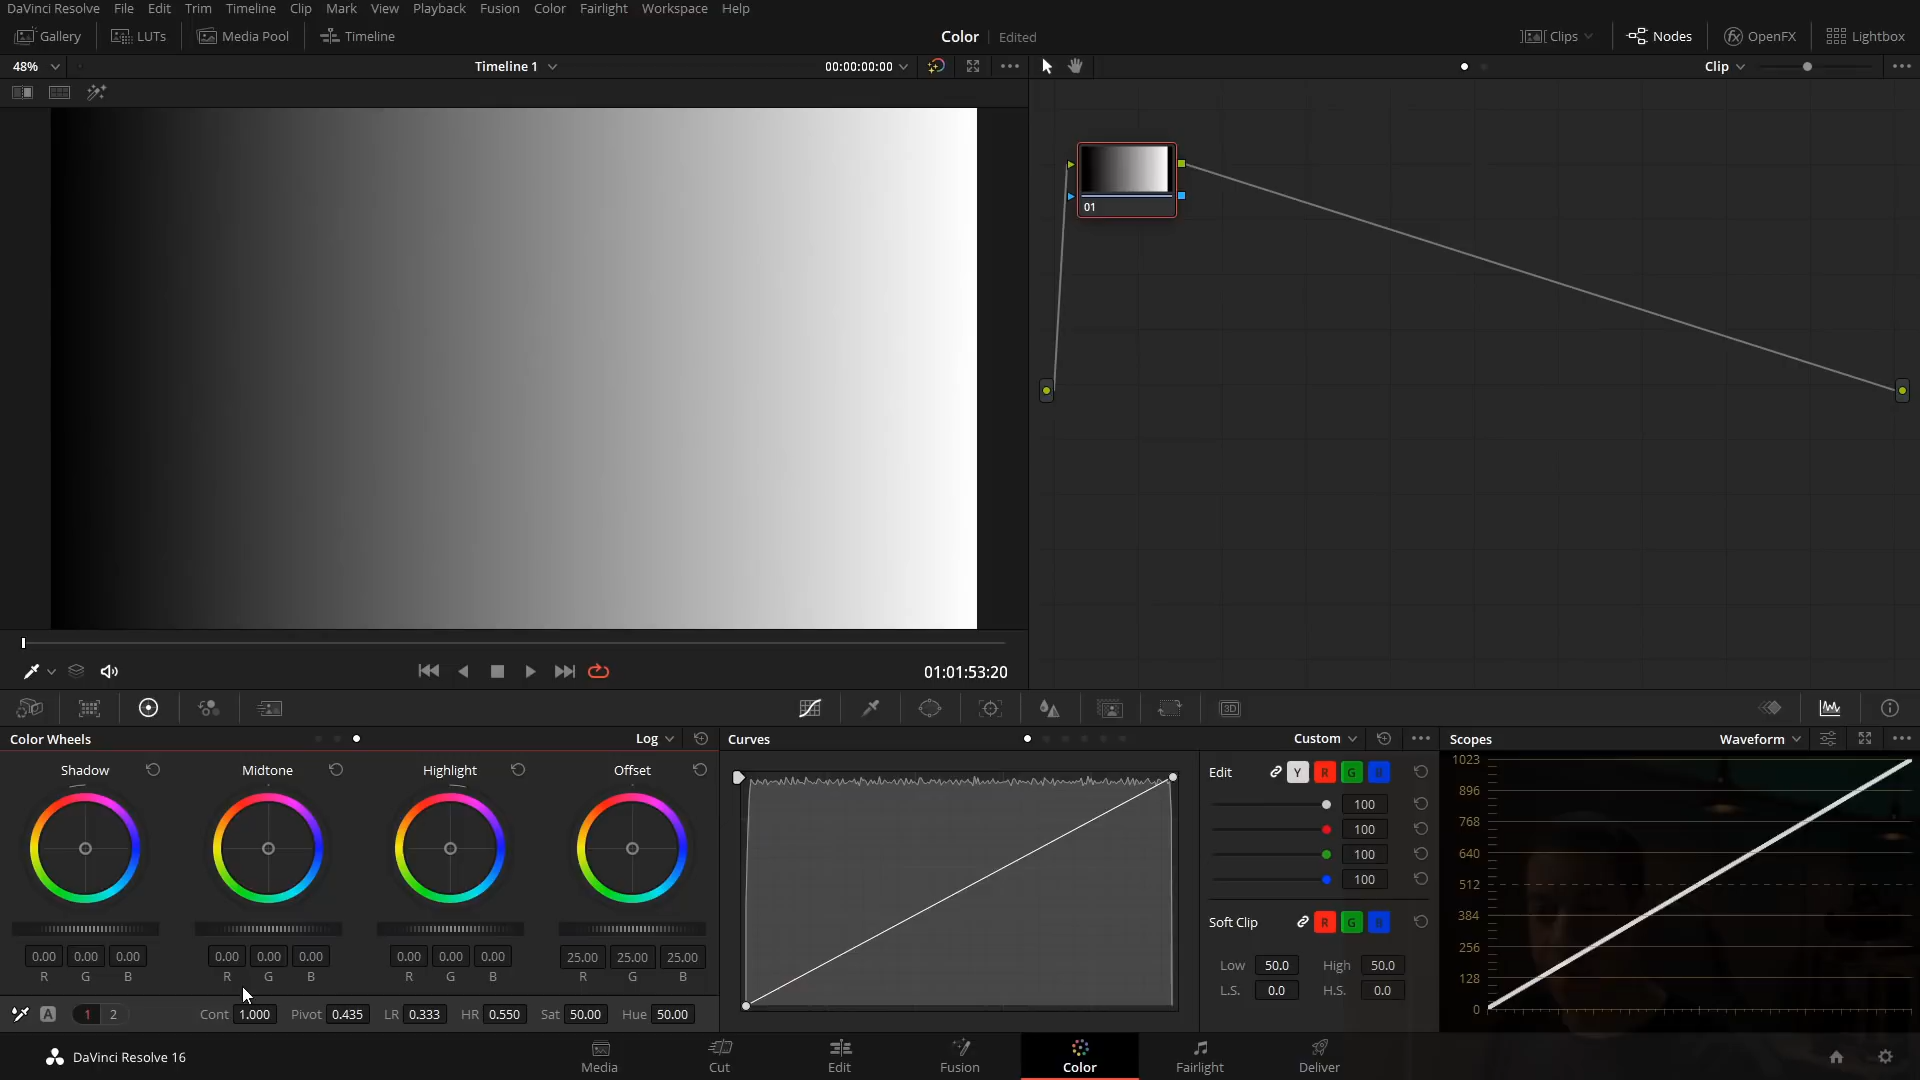 DaVinci Resolve File Edit Trim Timeline Clip Mark View Playback Fusion Color Fairlight Workspace Help
Gallery LUTs Media Pool Timeline Color Edited Clips Nodes OpenFX Lightbox
48% Timeline 1 00:00:00:00 Clip
01
01:01:53:20
3D
Color Wheels Log Curves Custom Scopes Waveform
Shadow Midtone Highlight Offset
Edit Y R G B
100
100
100
100
Soft Clip R G B
Low 50.0 High 50.0
L.S. 0.0 H.S. 0.0
1023
896
768
640
512
384
256
128
0
0.00 0.00 0.00 0.00 0.00 0.00 0.00 0.00 0.00 25.00 25.00 25.00
R G B R G B R G B R G B
A 1 2 Cont 1.000 Pivot 0.435 LR 0.333 HR 0.550 Sat 50.00 Hue 50.00
DaVinci Resolve 16 Media Cut Edit Fusion Color Fairlight Deliver